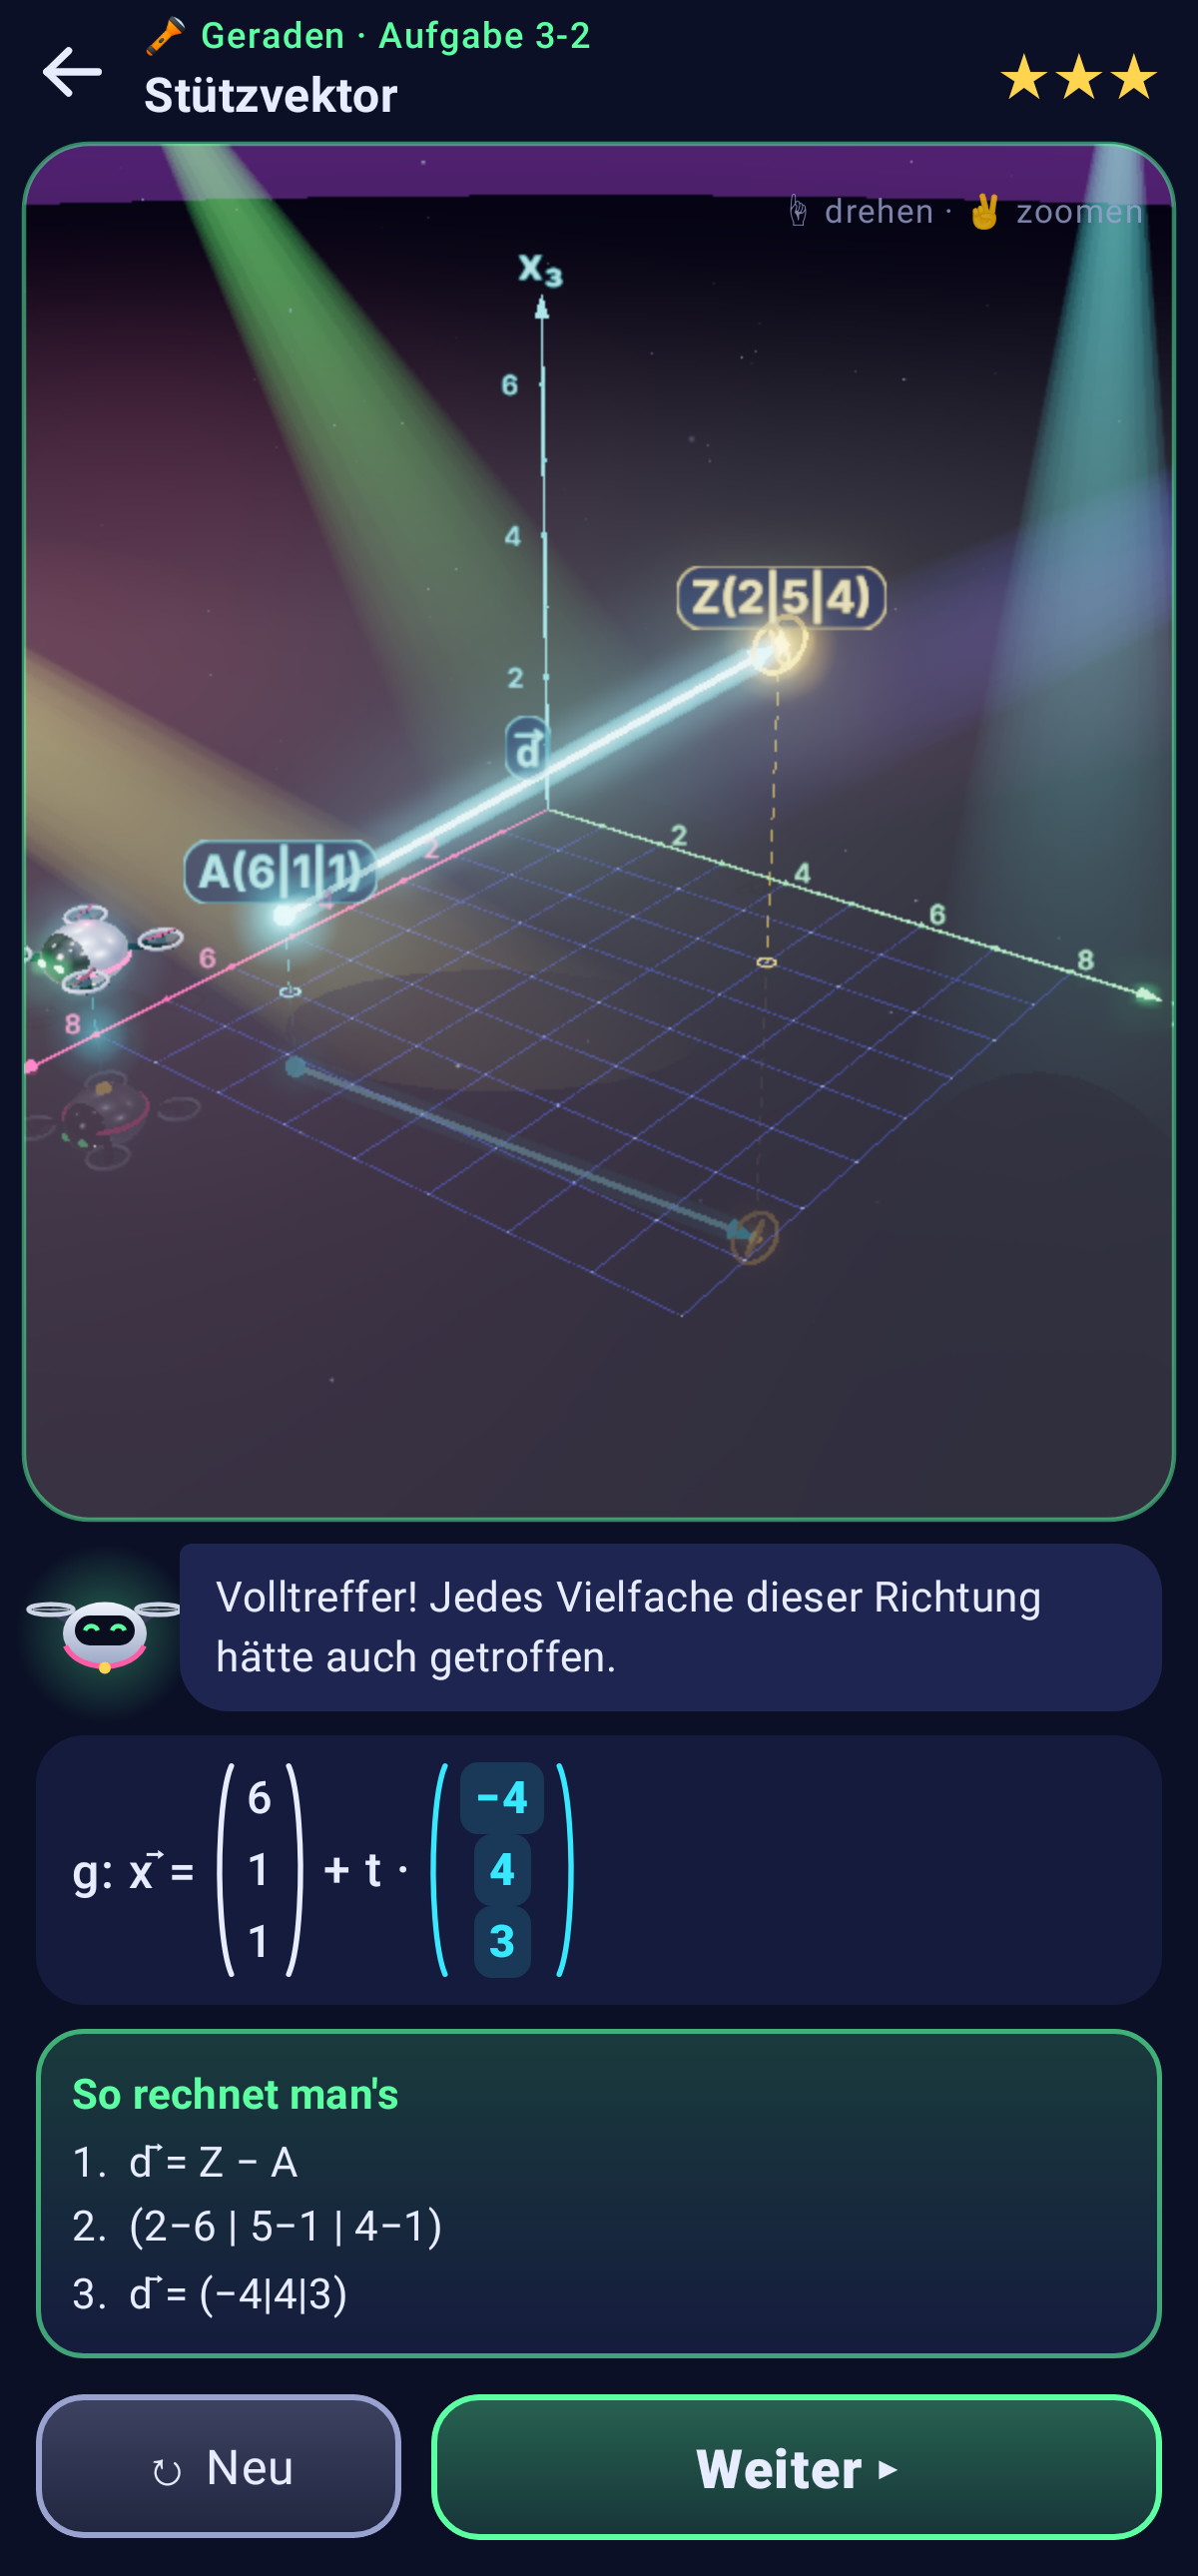 Geraden · Aufgabe 3-2
Stützvektor
★★★
drehen · zoomen
x₃
6
4
2
Z(2|5|4)
d⃗
A(6|1|1)
2
4
6
8
2
6
8
Volltreffer! Jedes Vielfache dieser Richtung
hätte auch getroffen.
g: x⃗ = (6 1 1) + t · (−4 4 3)
So rechnet man's
1. d⃗ = Z − A
2. (2−6 | 5−1 | 4−1)
3. d⃗ = (−4|4|3)
↻ Neu
Weiter ▸